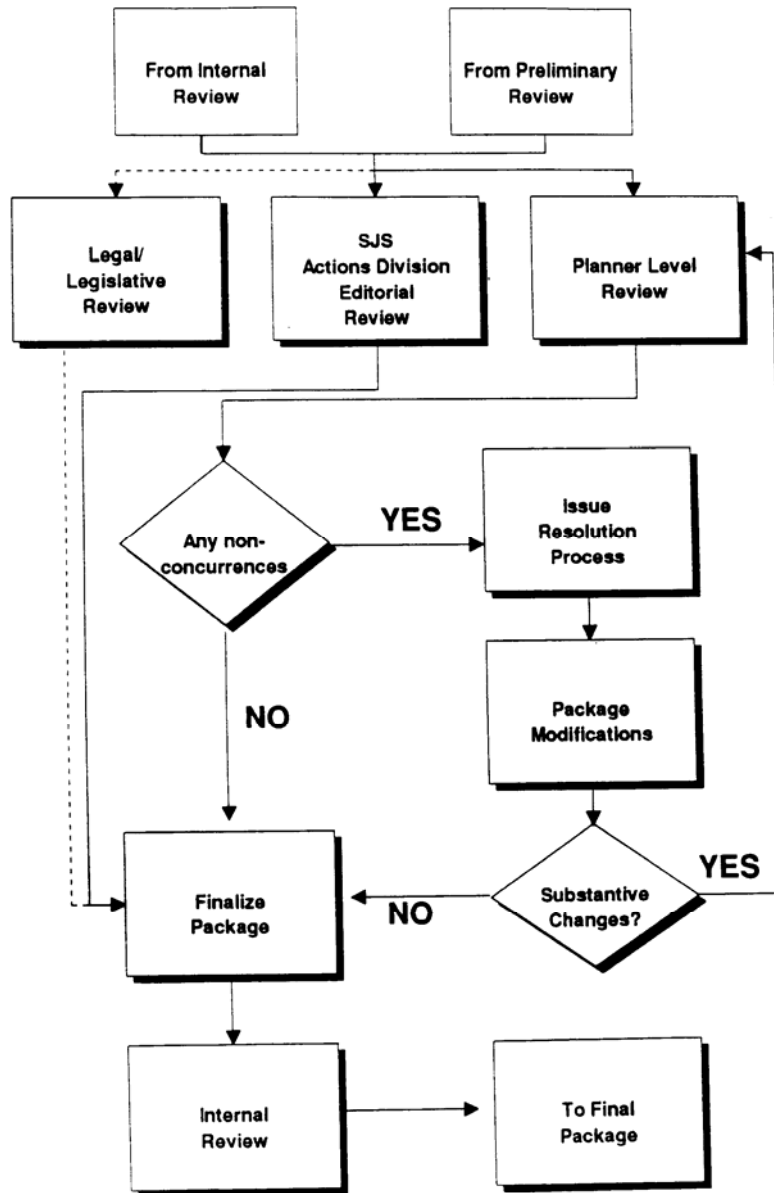 From Internal
Review
From Preliminary
Review
Legal/
Legislative
Review
SJS
Actions Division
Editorial
Review
Planner Level
Review
Any non-
concurrences
YES
Issue
Resolution
Process
NO
Package
Modifications
Finalize
Package
NO
Substantive
Changes?
YES
Internal
Review
To Final
Package